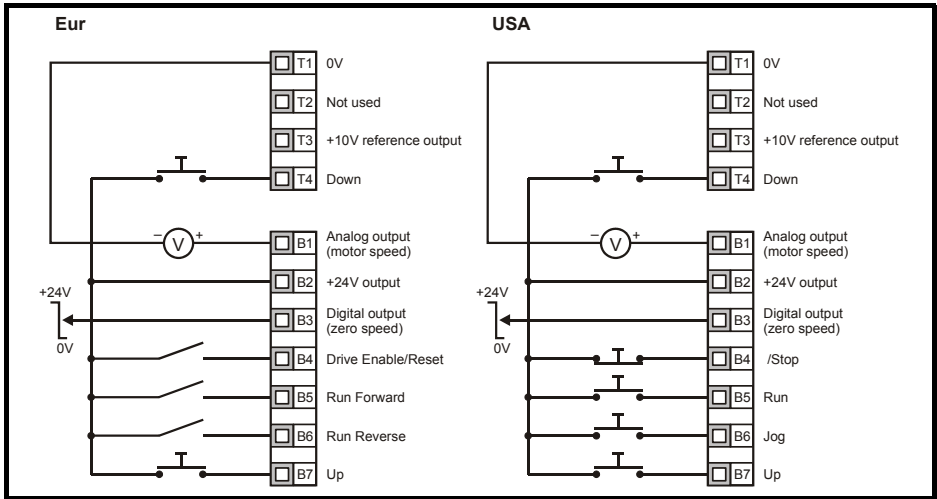 Eur
T1 0V
T2 Not used
T3 +10V reference output
T4 Down
– V +
B1 Analog output
(motor speed)
B2 +24V output
+24V
0V
B3 Digital output
(zero speed)
B4 Drive Enable/Reset
B5 Run Forward
B6 Run Reverse
B7 Up
USA
T1 0V
T2 Not used
T3 +10V reference output
T4 Down
– V +
B1 Analog output
(motor speed)
B2 +24V output
+24V
0V
B3 Digital output
(zero speed)
B4 /Stop
B5 Run
B6 Jog
B7 Up